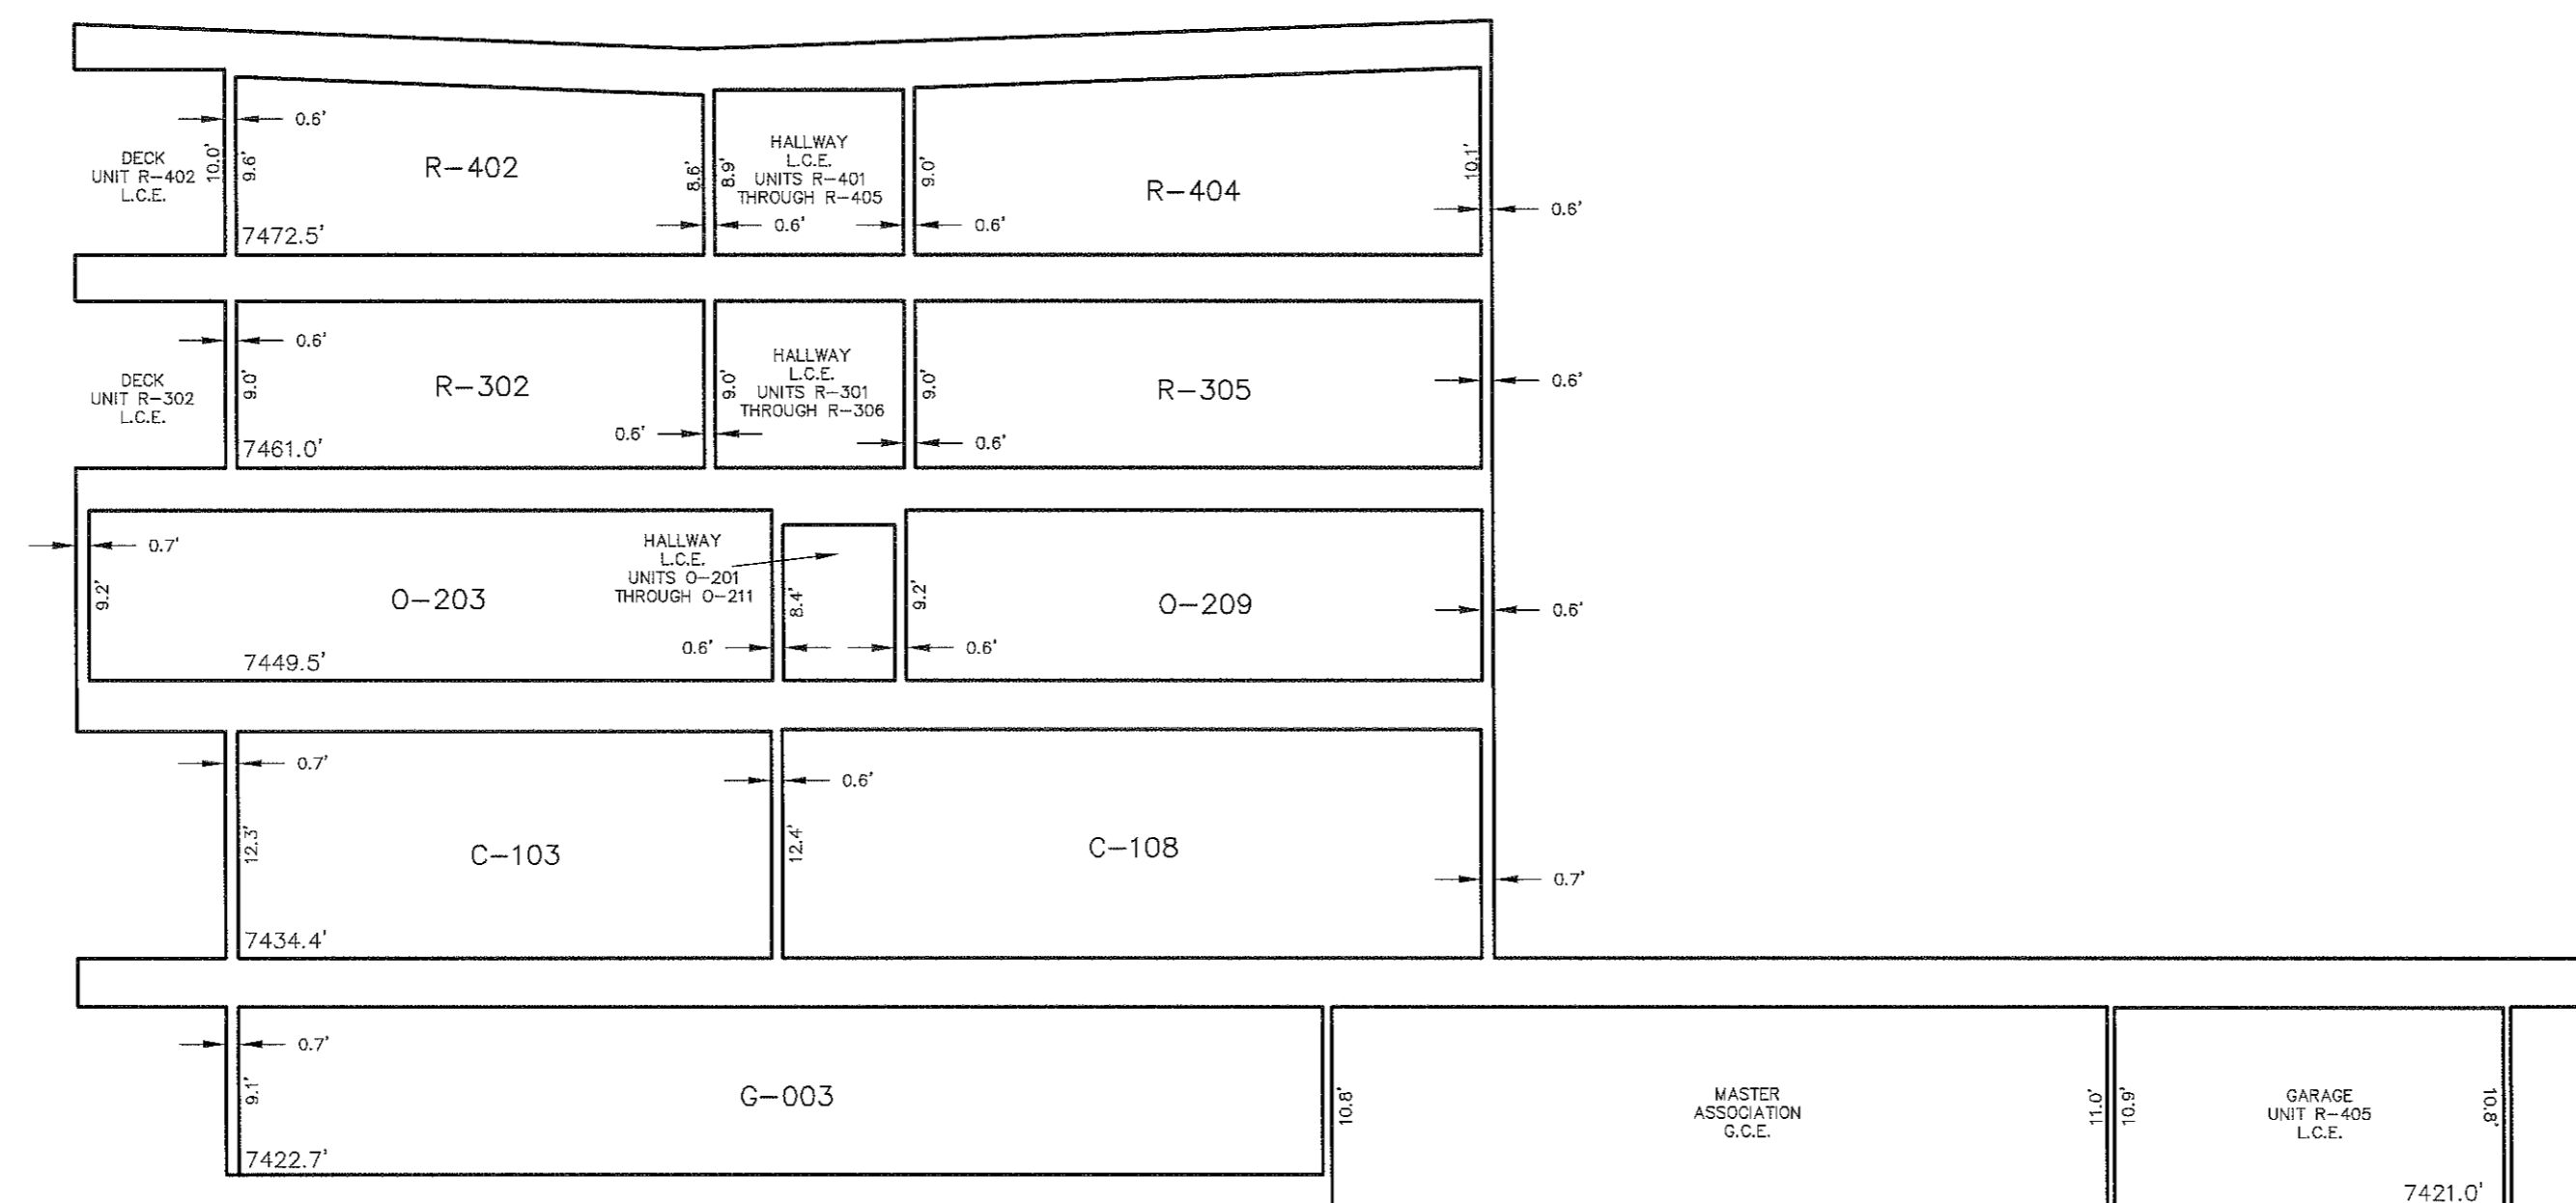 0.6'
DECK
UNIT R-402
L.C.E.
10.0'
9.6'
R-402
8.6'
7472.5'
8.9'
HALLWAY
L.C.E.
UNITS R-401
THROUGH R-405
0.6'
9.0'
0.6'
R-404
10.1'
0.6'
0.6'
DECK
UNIT R-302
L.C.E.
9.0'
R-302
0.6'
7461.0'
9.0'
HALLWAY
L.C.E.
UNITS R-301
THROUGH R-306
9.0'
0.6'
R-305
0.6'
0.7'
9.2'
O-203
7449.5'
HALLWAY
L.C.E.
UNITS O-201
THROUGH O-211
0.6'
8.4'
9.2'
0.6'
O-209
0.6'
0.7'
12.3'
C-103
7434.4'
0.6'
12.4'
C-108
0.7'
0.7'
9.1'
G-003
7422.7'
10.8'
MASTER
ASSOCIATION
G.C.E.
11.0'
10.9'
GARAGE
UNIT R-405
L.C.E.
10.8'
7421.0'